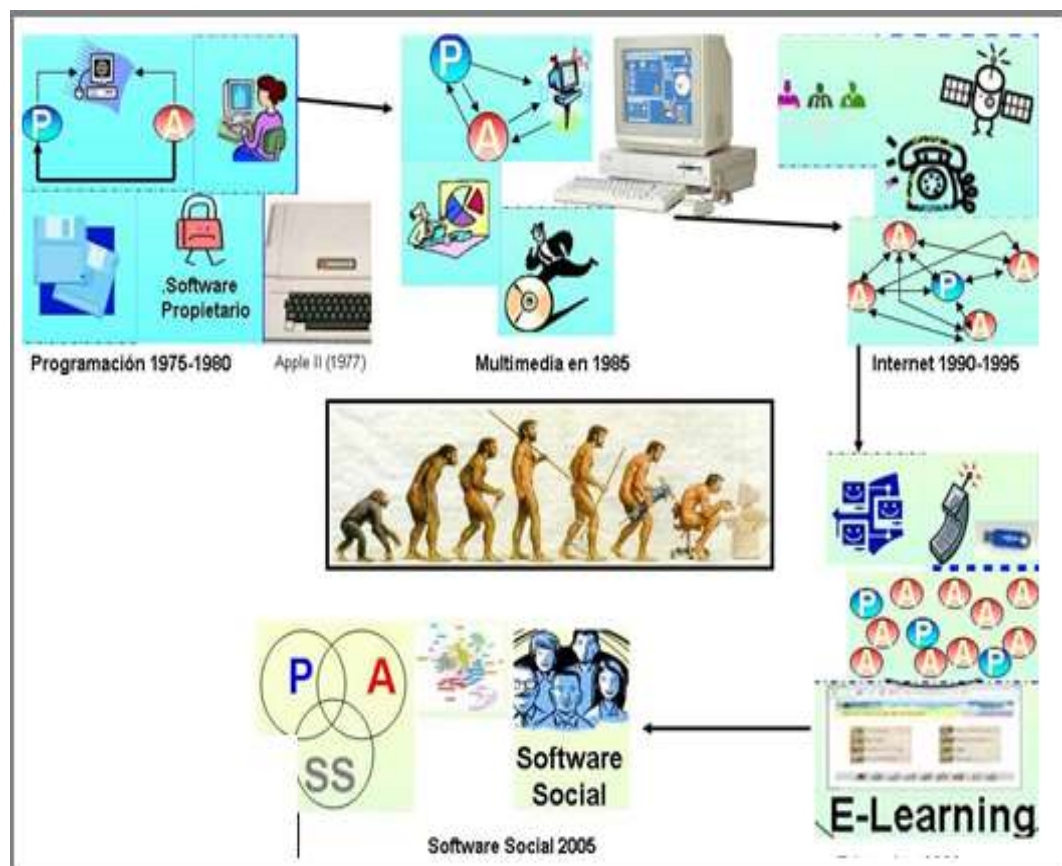 P
A
.Software
Propietario
Programación 1975-1980
Apple II (1977)
P
A
Multimedia en 1985
A
A
P
A
A
Internet 1990-1995
P
A
A
A
A
A
P
A
A
A
A
A
P
E-Learning
P
A
SS
Software
Social
Software Social 2005